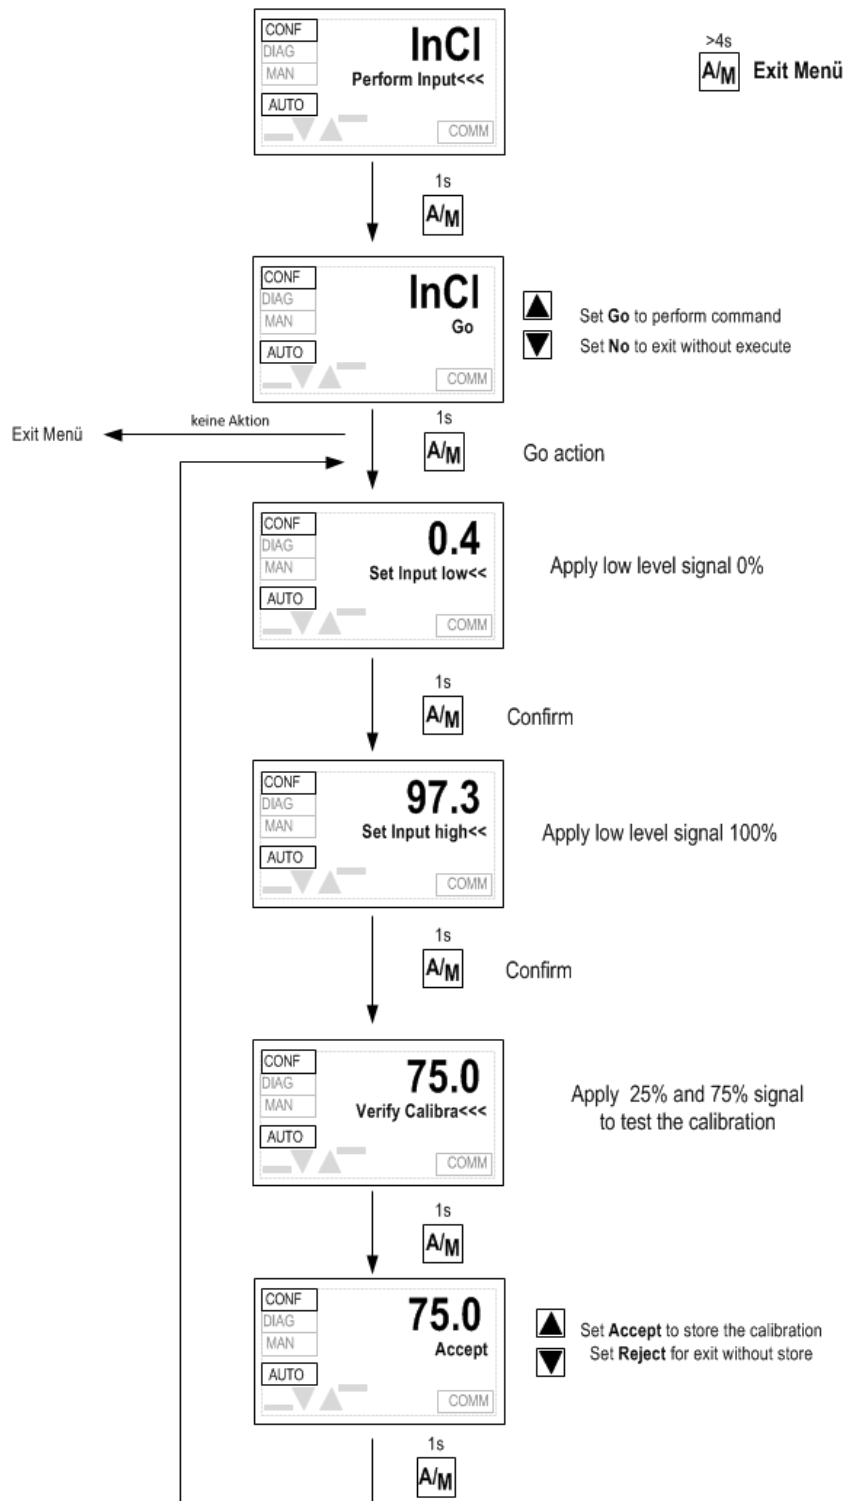 CONF
DIAG
MAN
AUTO
InCl
Perform Input<<<
COMM
>4s
A/M Exit Menü
1s
A/M
CONF
DIAG
MAN
AUTO
InCl
Go
COMM
Set Go to perform command
Set No to exit without execute
Exit Menü
keine Aktion
1s
A/M
Go action
CONF
DIAG
MAN
AUTO
0.4
Set Input low<<
COMM
Apply low level signal 0%
1s
A/M
Confirm
CONF
DIAG
MAN
AUTO
97.3
Set Input high<<
COMM
Apply low level signal 100%
1s
A/M
Confirm
CONF
DIAG
MAN
AUTO
75.0
Verify Calibra<<<
COMM
Apply 25% and 75% signal
to test the calibration
1s
A/M
CONF
DIAG
MAN
AUTO
75.0
Accept
COMM
Set Accept to store the calibration
Set Reject for exit without store
1s
A/M